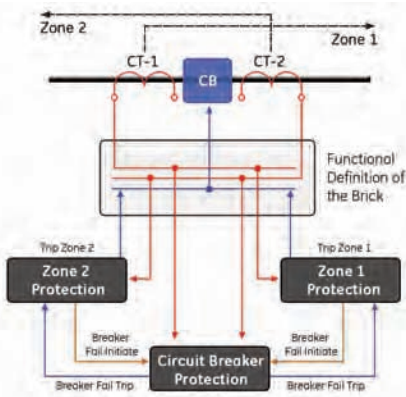 Zone 2
Zone 1
CT-1
CB
CT-2
Functional
Definition of
the Brick
Trip Zone 2
Trip Zone 1
Zone 2
Protection
Zone 1
Protection
Breaker
Fail Initiate
Breaker
Fail Initiate
Circuit Breaker
Protection
Breaker Fail Trip
Breaker Fail Trip